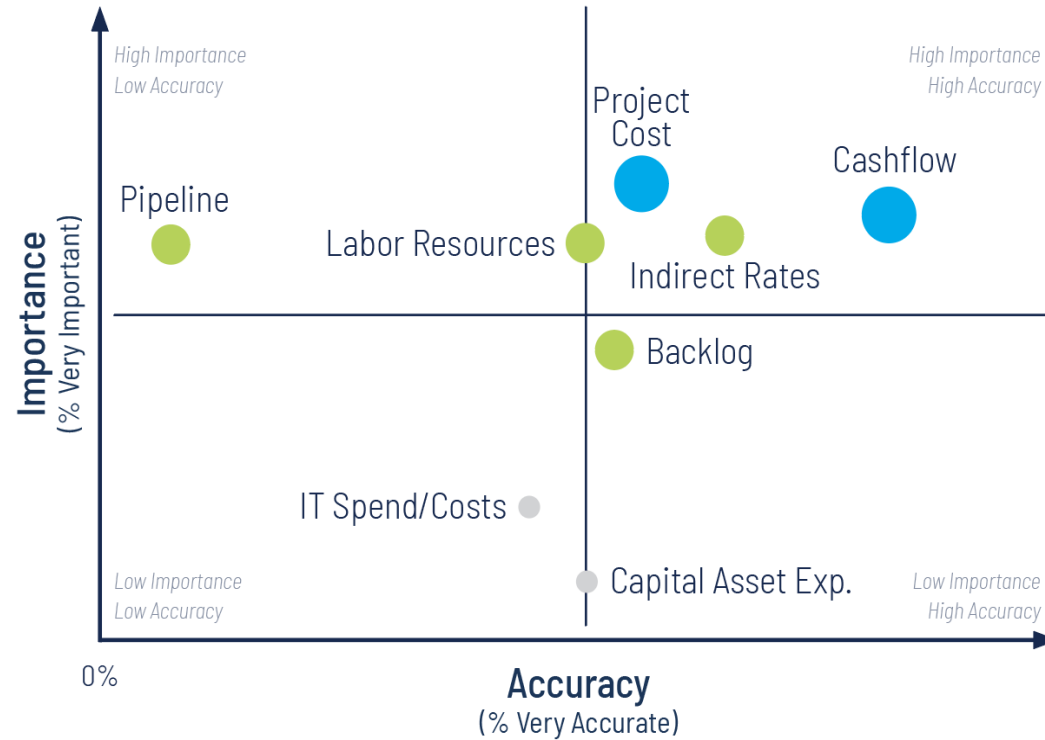 High Importance
Low Accuracy
High Importance
High Accuracy
Project
Cost
Cashflow
Pipeline
Labor Resources
Indirect Rates
Importance
(% Very Important)
Backlog
IT Spend/Costs
Capital Asset Exp.
Low Importance
Low Accuracy
Low Importance
High Accuracy
0%
Accuracy
(% Very Accurate)